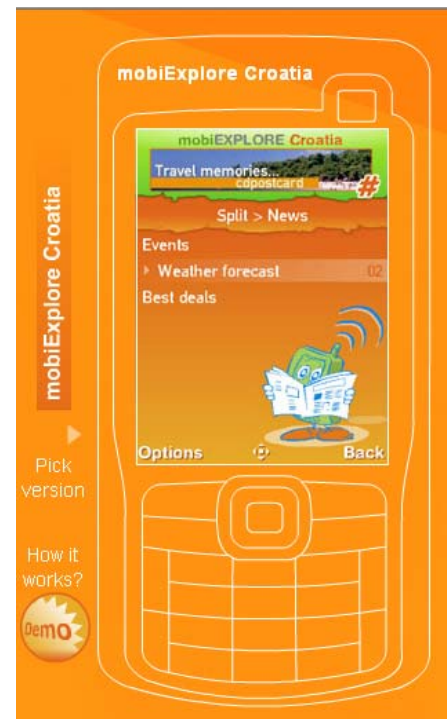 mobiExplore Croatia
mobiEXPLORE Croatia
Travel memories...
cdpostcard
#
Split > News
Events
Weather forecast 02
Best deals
Options Back
mobiExplore Croatia
Pick
version
How it
works?
Demo